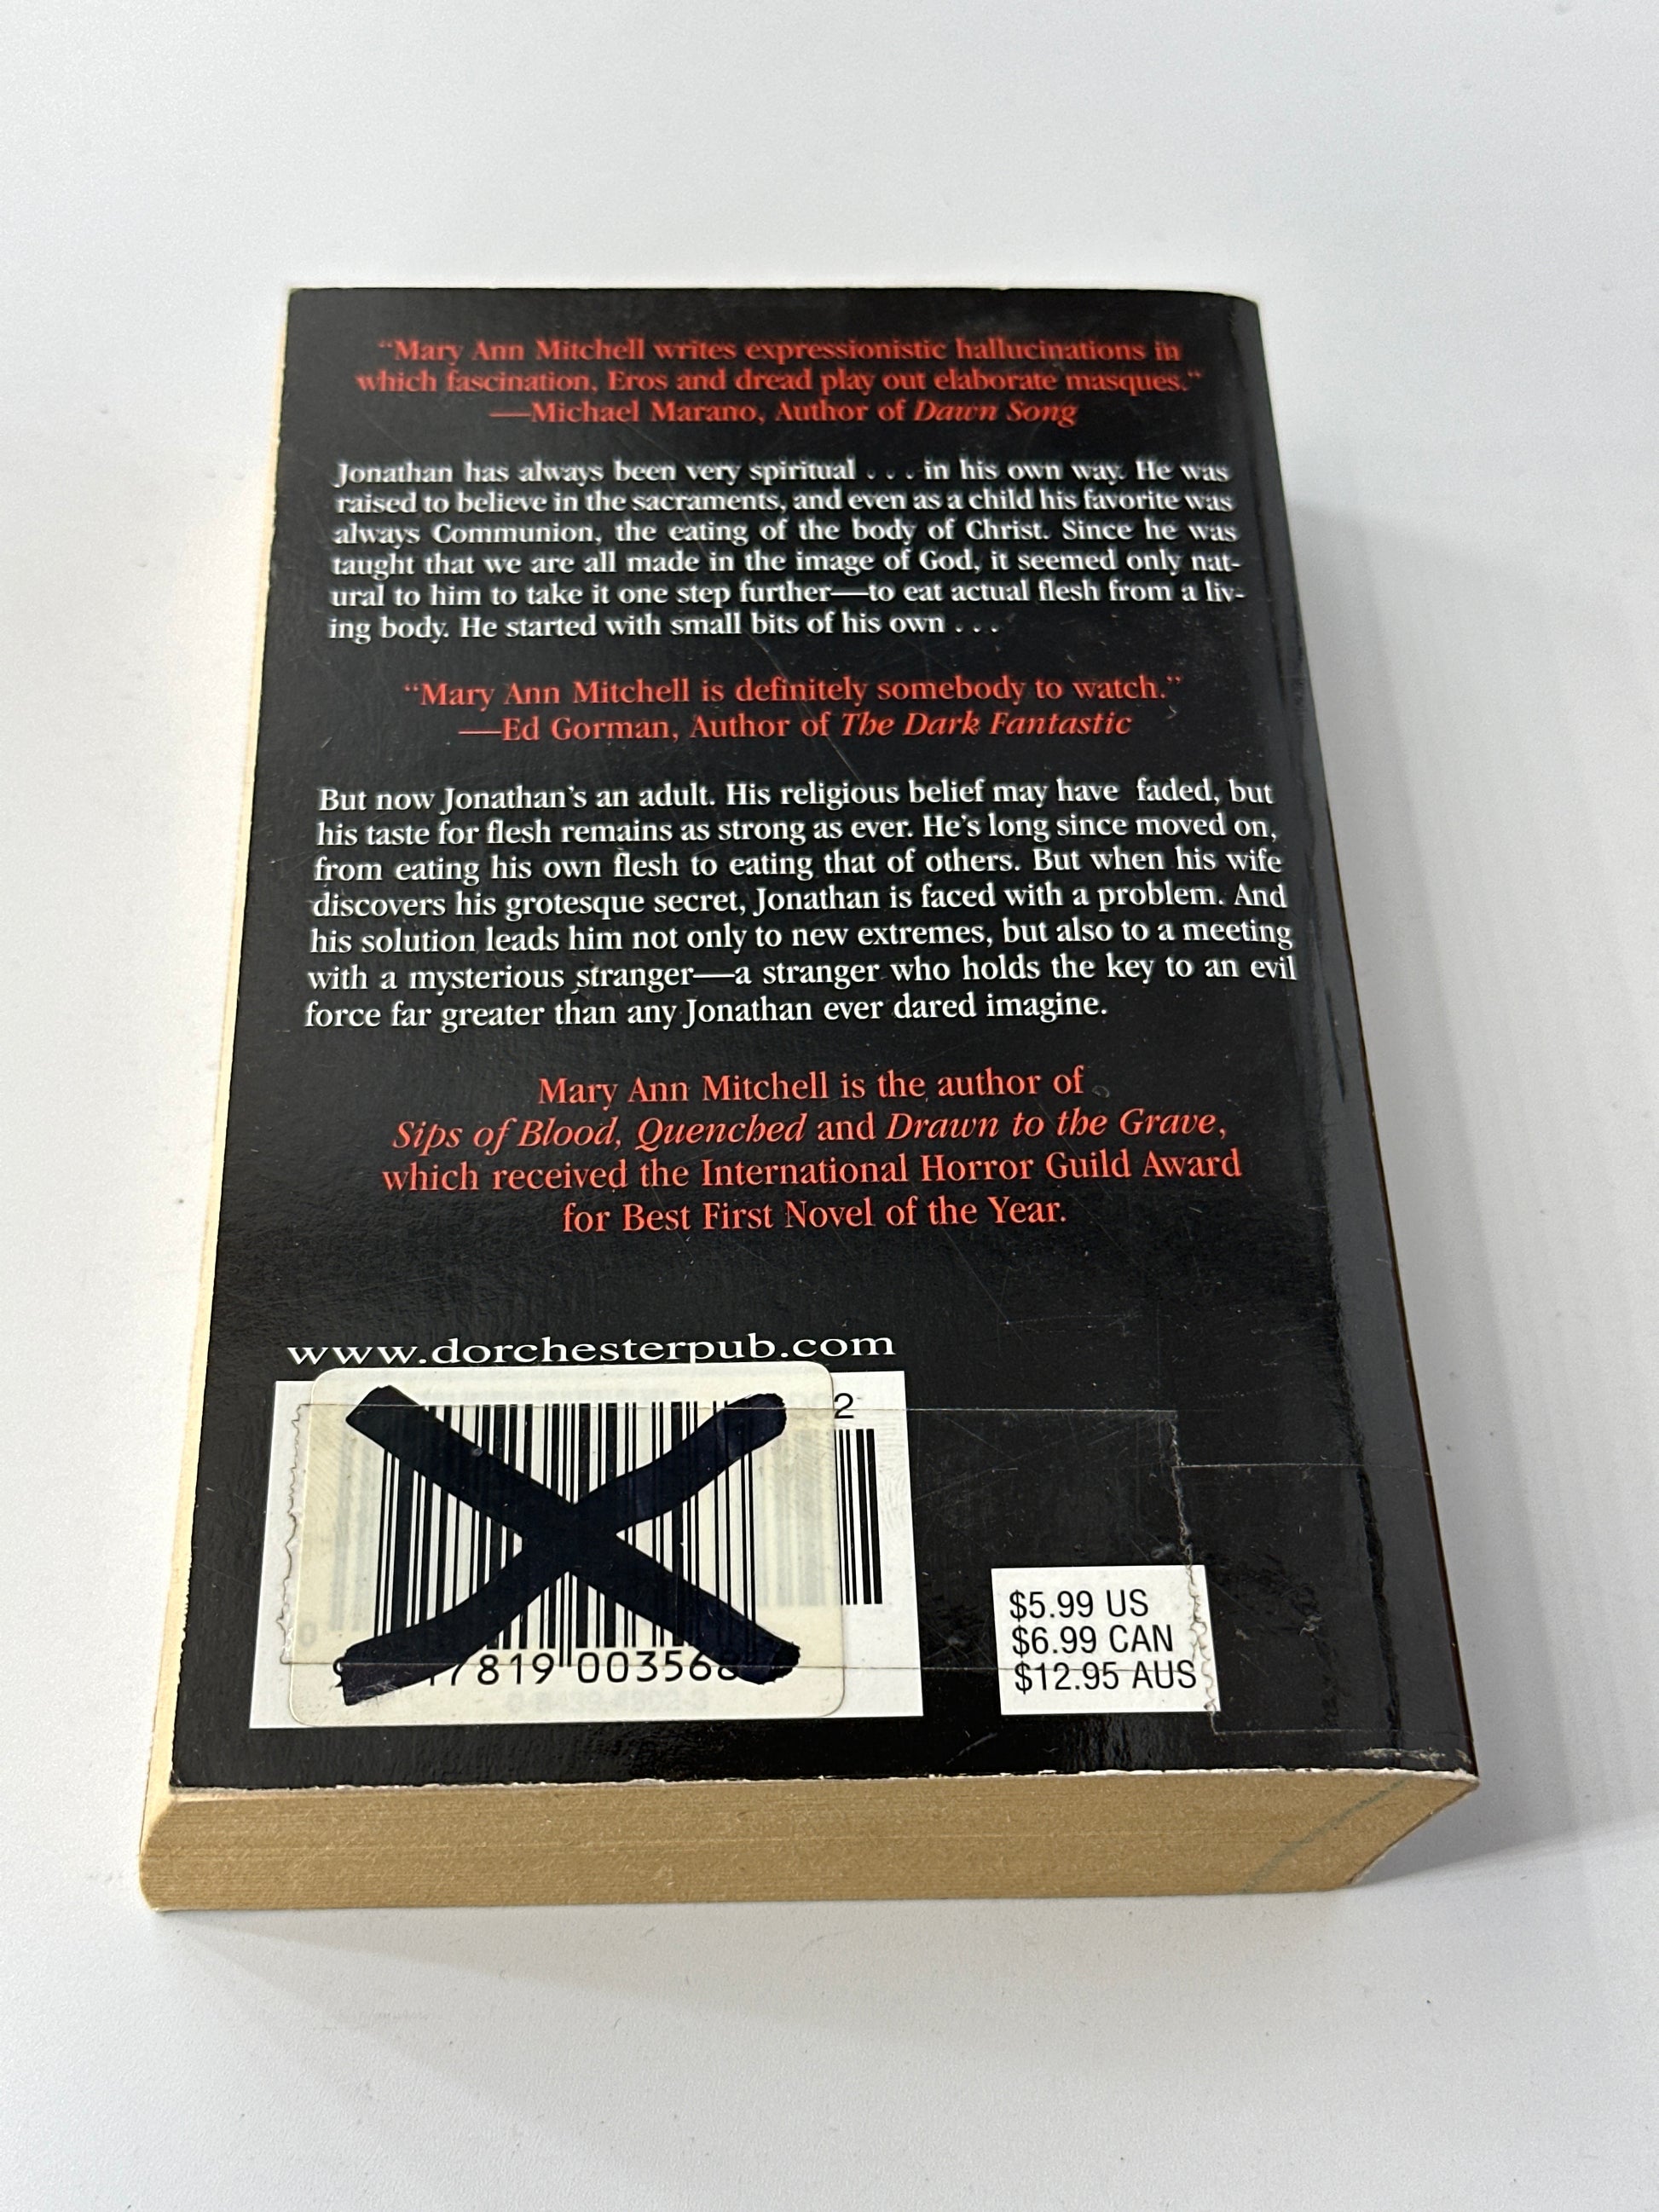 “Mary Ann Mitchell writes expressionistic hallucinations in
which fascination, Eros and dread play out elaborate masques.”
—Michael Marano, Author of Dawn Song
Jonathan has always been very spiritual . . . in his own way. He was
raised to believe in the sacraments, and even as a child his favorite was
always Communion, the eating of the body of Christ. Since he was
taught that we are all made in the image of God, it seemed only nat-
ural to him to take it one step further—to eat actual flesh from a liv-
ing body. He started with small bits of his own . . .
“Mary Ann Mitchell is definitely somebody to watch.”
—Ed Gorman, Author of The Dark Fantastic
But now Jonathan’s an adult. His religious belief may have faded, but
his taste for flesh remains as strong as ever. He’s long since moved on,
from eating his own flesh to eating that of others. But when his wife
discovers his grotesque secret, Jonathan is faced with a problem. And
his solution leads him not only to new extremes, but also to a meeting
with a mysterious stranger—a stranger who holds the key to an evil
force far greater than any Jonathan ever dared imagine.
Mary Ann Mitchell is the author of
Sips of Blood, Quenched and Drawn to the Grave,
which received the International Horror Guild Award
for Best First Novel of the Year.
www.dorchesterpub.com
$5.99 US
$6.99 CAN
$12.95 AUS